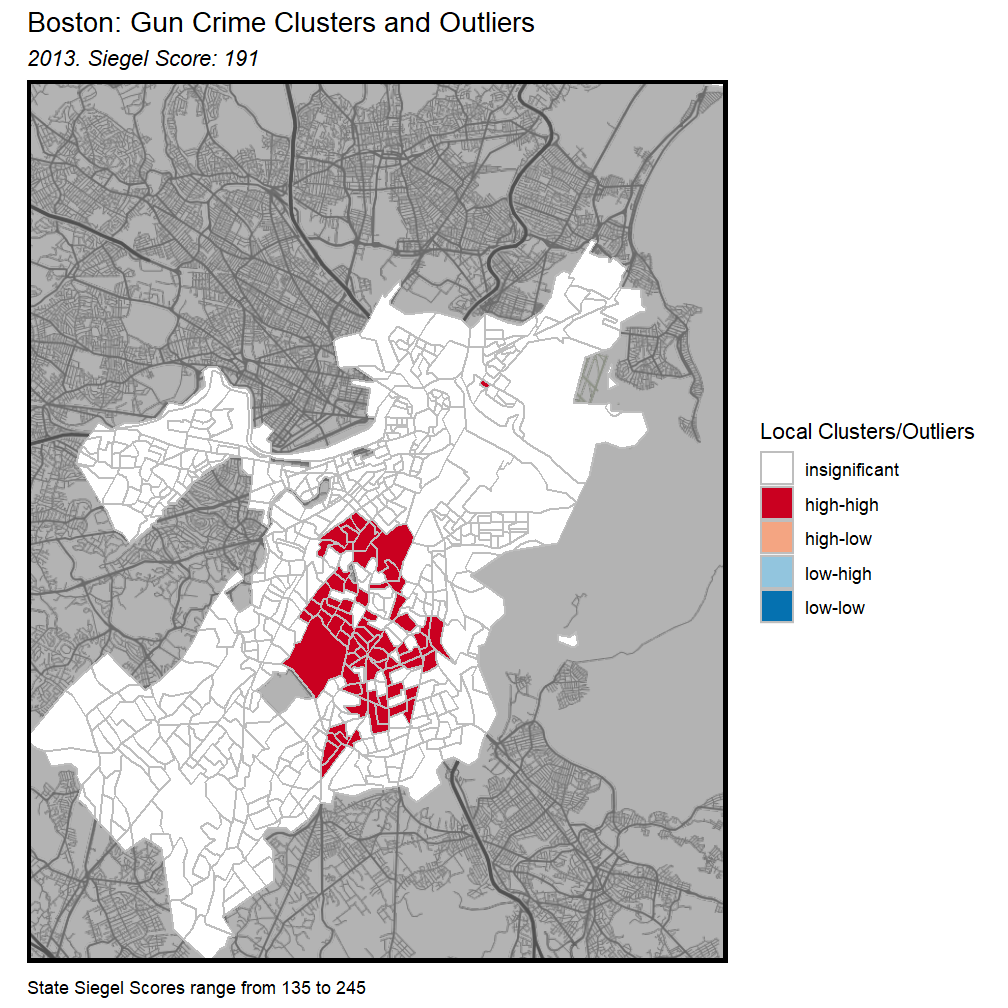 Boston: Gun Crime Clusters and Outliers
2013. Siegel Score: 191
Local Clusters/Outliers
insignificant
high-high
high-low
low-high
low-low
State Siegel Scores range from 135 to 245